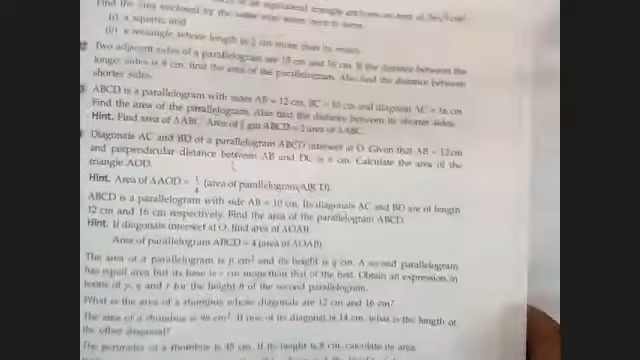 Find the area enclosed by the same wire when bent to form
(i) a square and
(ii) a rectangle whose length is 2 cm more than its
Two adjacent sides of a parallelogram are 15 cm and 10 cm. If the distance between the
longer sides is 8 cm, find the area of the parallelogram. Also find the distance between
shorter sides.
ABCD is a parallelogram with sides AB = 12 cm, BC = 10 cm and diagonal AC = 16 cm
Find the area of the parallelogram. Also find the distance between its shorter sides.
Hint. Find area of ΔABC. Area of || gm ABCD = 2 area of ΔABC.
Diagonals AC and BD of a parallelogram ABCD intersect at O. Given that AB = 12 cm
and perpendicular distance between AB and DC is 6 cm. Calculate the area of the
triangle AOD.
Hint. Area of ΔAOD = 1/4 (area of parallelogram ABCD).
ABCD is a parallelogram with side AB = 10 cm. Its diagonals AC and BD are of length
12 cm and 16 cm respectively. Find the area of the parallelogram ABCD.
Hint. If diagonals intersect at O, find area of ΔOAB.
Area of parallelogram ABCD = 4 (area of ΔOAB)
The area of a parallelogram is p cm² and its height is q cm. A second parallelogram
has equal area but its base is r cm more than that of the first. Obtain an expression in
terms of p, q and r for the height h of the second parallelogram.
What is the area of a rhombus whose diagonals are 12 cm and 16 cm?
The area of a rhombus is 98 cm². If one of its diagonal is 14 cm, what is the length of
the other diagonal?
The perimeter of a rhombus is 45 cm. If its height is 8 cm, calculate its area.